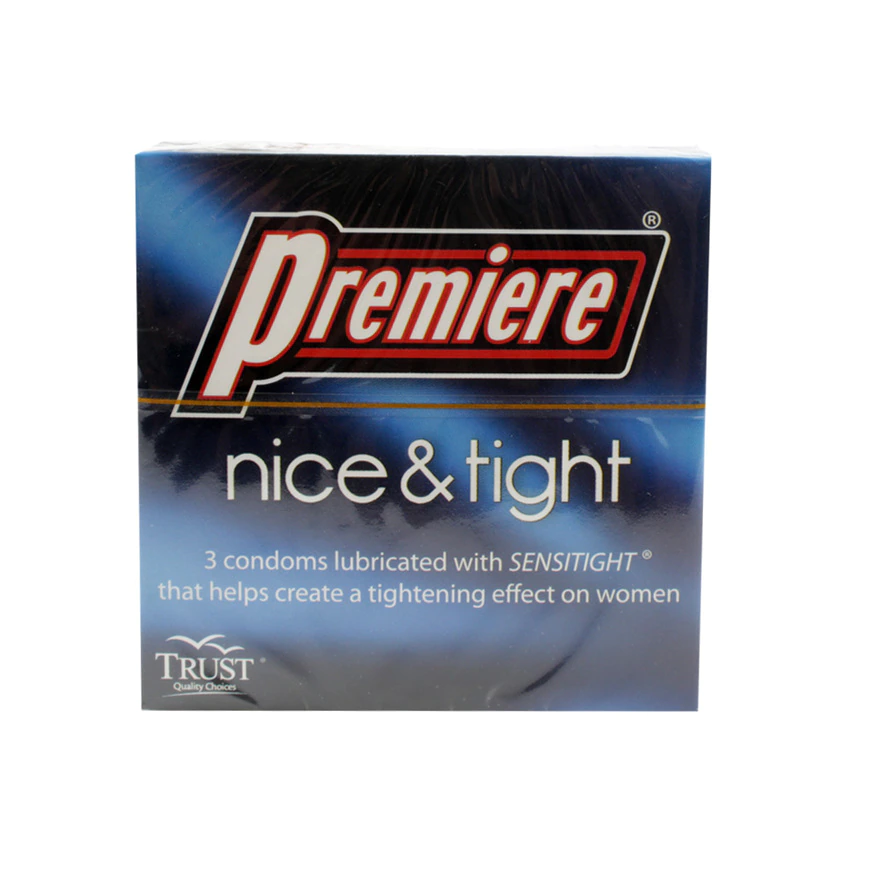 premiere ®
nice & tight
3 condoms lubricated with SENSITIGHT ®
that helps create a tightening effect on women
TRUST ®
Quality Choices